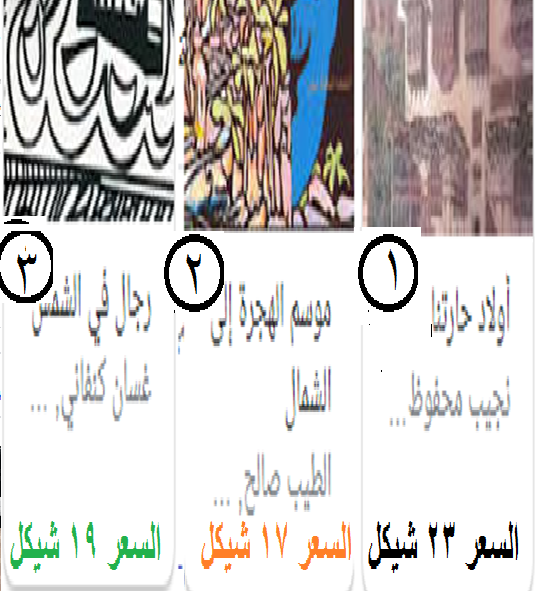 ١
أولاد حارتنا
نجيب محفوظ...
السعر ٢٣ شيكل
٢
موسم الهجرة إلى
الشمال
الطيب صالح, ...
السعر ١٧ شيكل
٣
رجال في الشمس
غسان كنفاني, ...
السعر ١٩ شيكل